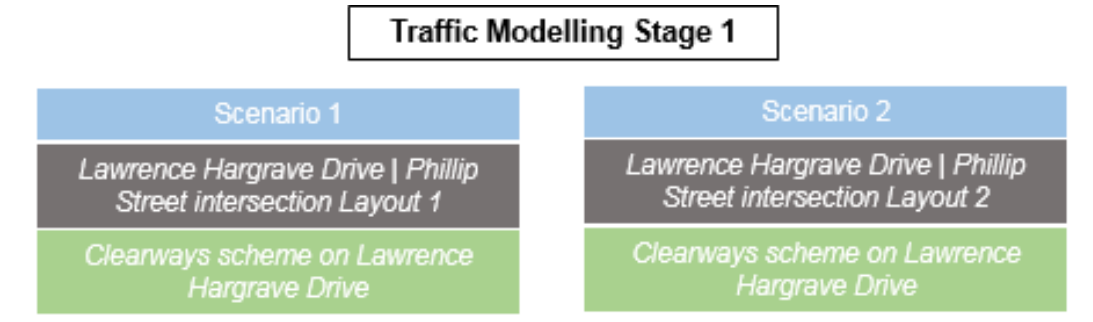 Traffic Modelling Stage 1
Scenario 1
Lawrence Hargrave Drive | Phillip
Street intersection Layout 1
Clearways scheme on Lawrence
Hargrave Drive
Scenario 2
Lawrence Hargrave Drive | Phillip
Street intersection Layout 2
Clearways scheme on Lawrence
Hargrave Drive